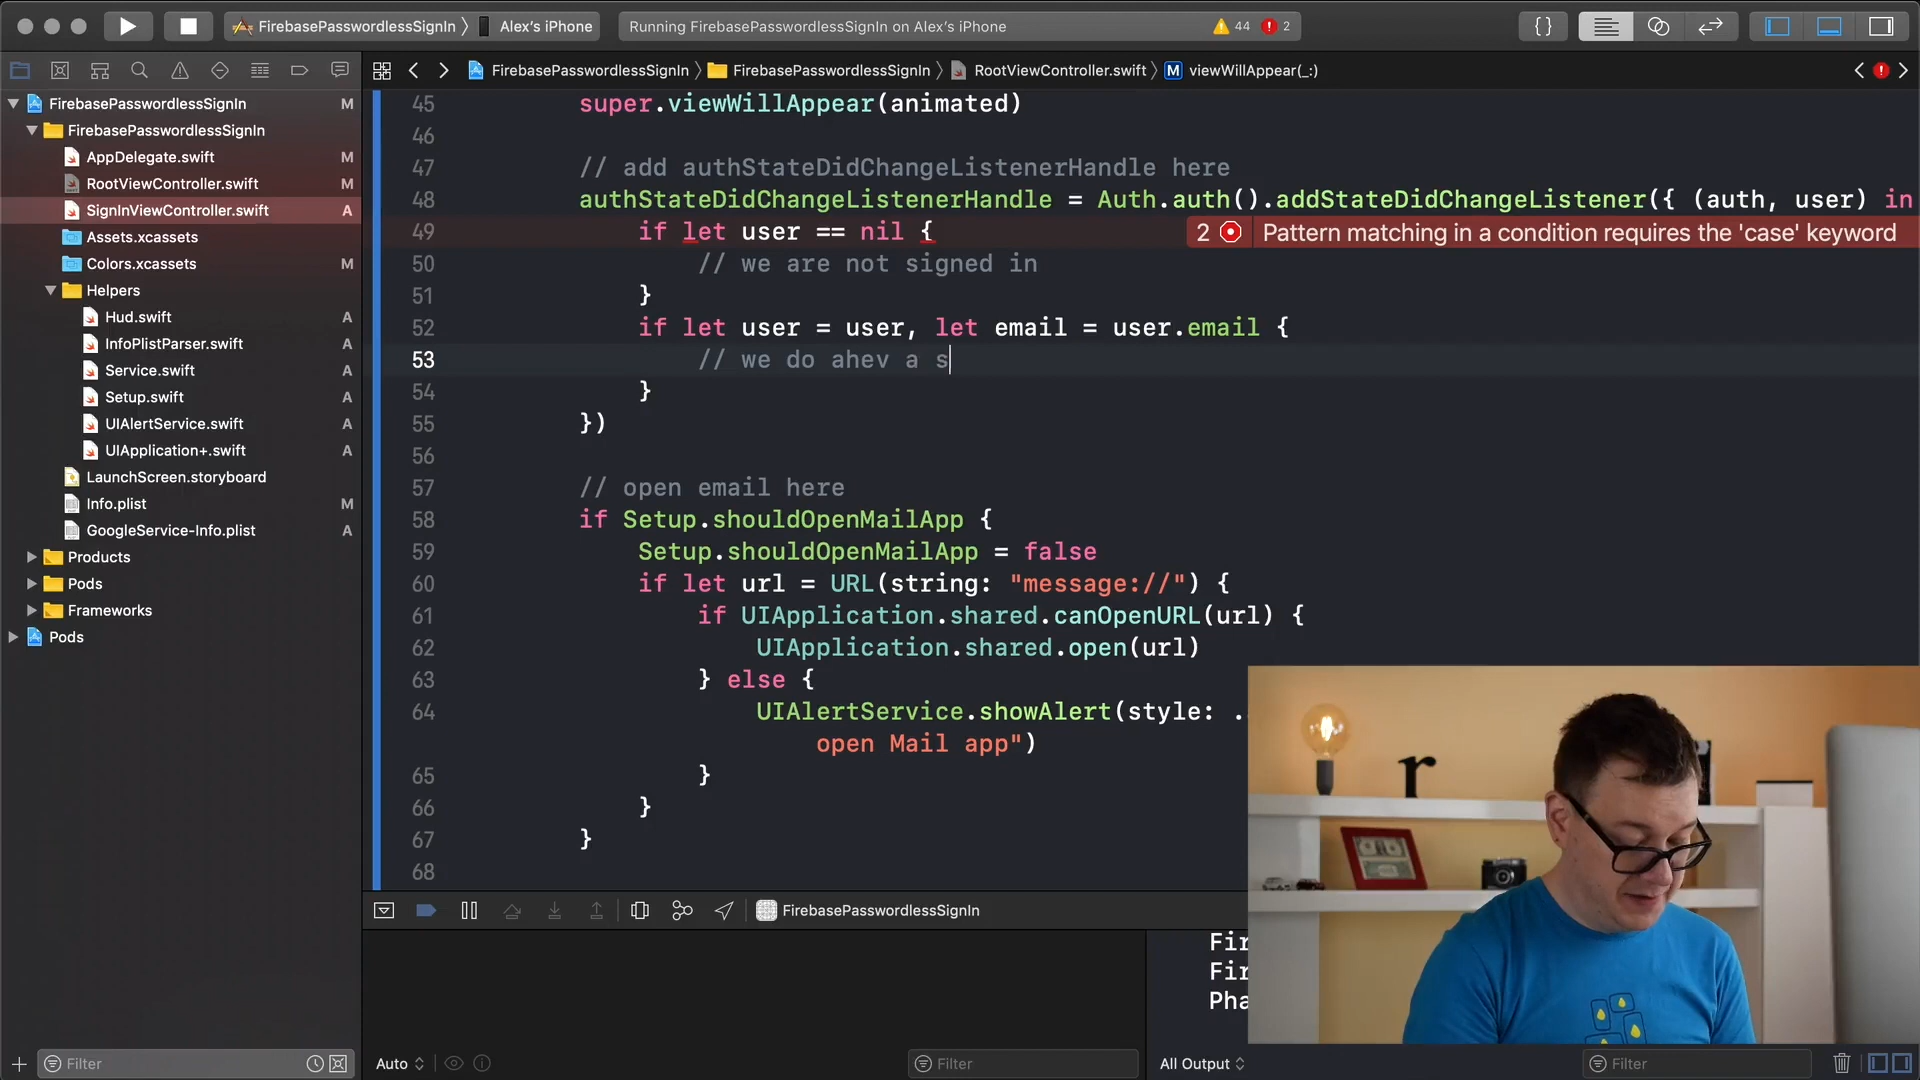 FirebasePasswordlessSignIn
Alex's iPhone
Running FirebasePasswordlessSignIn on Alex's iPhone
44
2
FirebasePasswordlessSignIn
FirebasePasswordlessSignIn
RootViewController.swift
M
viewWillAppear(_:)
FirebasePasswordlessSignIn M
FirebasePasswordlessSignIn
AppDelegate.swift M
RootViewController.swift M
SignInViewController.swift A
Assets.xcassets
Colors.xcassets M
Helpers
Hud.swift A
InfoPlistParser.swift A
Service.swift A
Setup.swift A
UIAlertService.swift A
UIApplication+.swift A
LaunchScreen.storyboard
Info.plist M
GoogleService-Info.plist A
Products
Pods
Frameworks
Pods
Filter
45 super.viewWillAppear(animated)
46
47 // add authStateDidChangeListenerHandle here
48 authStateDidChangeListenerHandle = Auth.auth().addStateDidChangeListener({ (auth, user) in
49 if let user == nil {
2 Pattern matching in a condition requires the 'case' keyword
50 // we are not signed in
51 }
52 if let user = user, let email = user.email {
53 // we do ahev a s
54 }
55 })
56
57 // open email here
58 if Setup.shouldOpenMailApp {
59 Setup.shouldOpenMailApp = false
60 if let url = URL(string: "message://") {
61 if UIApplication.shared.canOpenURL(url) {
62 UIApplication.shared.open(url)
63 } else {
64 UIAlertService.showAlert(style: .
open Mail app")
65 }
66 }
67 }
68
FirebasePasswordlessSignIn
Fir
Fir
Pha
Auto
Filter
All Output
Filter